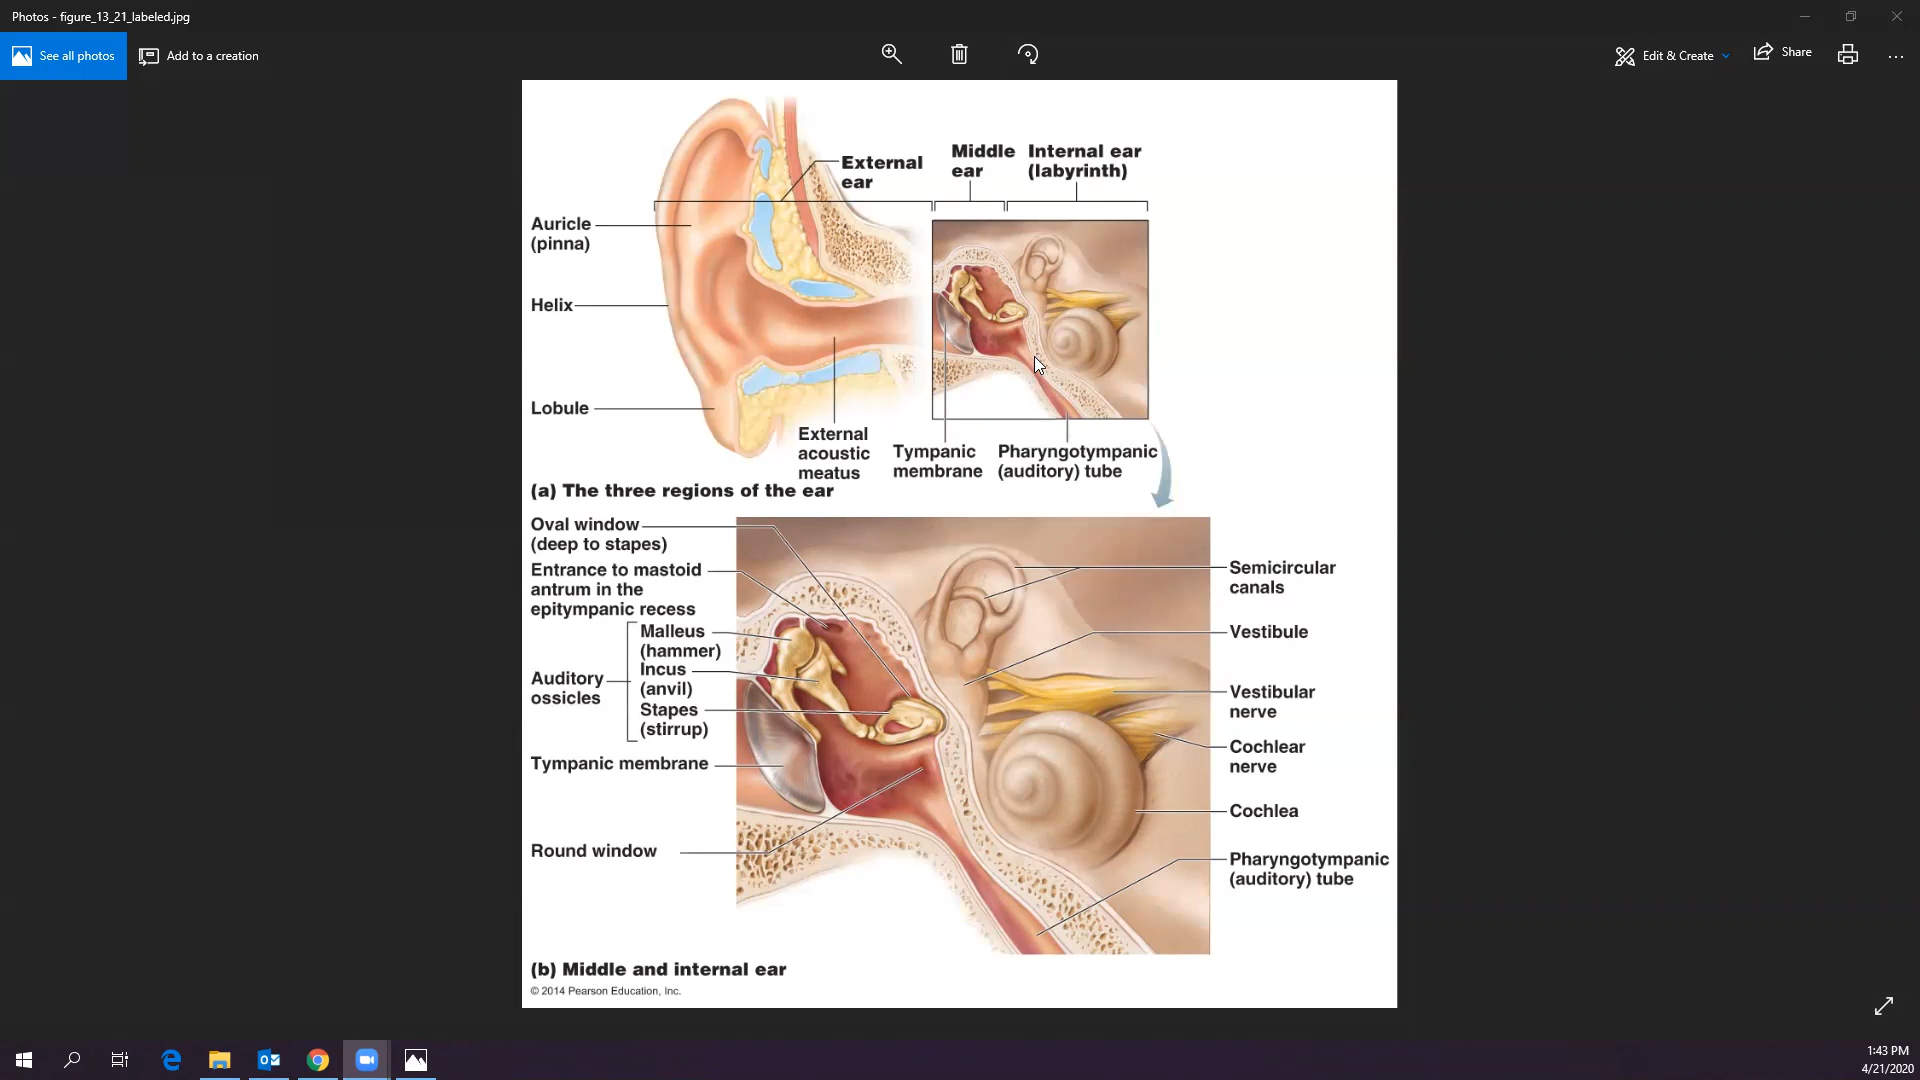 Photos - figure_13_21_labeled.jpg
See all photos
Add to a creation
Edit & Create
Share
External
ear
Middle
ear
Internal ear
(labyrinth)
Auricle
(pinna)
Helix
Lobule
External
acoustic
meatus
Tympanic
membrane
Pharyngotympanic
(auditory) tube
(a) The three regions of the ear
Oval window
(deep to stapes)
Entrance to mastoid
antrum in the
epitympanic recess
Auditory
ossicles
Malleus
(hammer)
Incus
(anvil)
Stapes
(stirrup)
Tympanic membrane
Round window
Semicircular
canals
Vestibule
Vestibular
nerve
Cochlear
nerve
Cochlea
Pharyngotympanic
(auditory) tube
(b) Middle and internal ear
© 2014 Pearson Education, Inc.
1:43 PM
4/21/2020